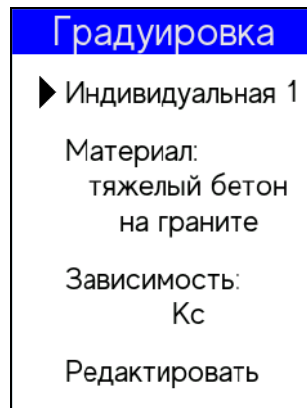 Градуировка
Индивидуальная 1
Материал:
тяжелый бетон
на граните
Зависимость:
Кс
Редактировать